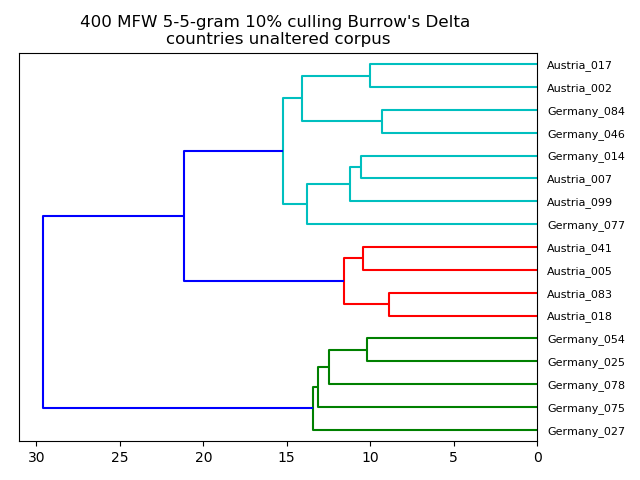 400 MFW 5-5-gram 10% culling Burrow's Delta
countries unaltered corpus
Austria_017
Austria_002
Germany_084
Germany_046
Germany_014
Austria_007
Austria_099
Germany_077
Austria_041
Austria_005
Austria_083
Austria_018
Germany_054
Germany_025
Germany_078
Germany_075
Germany_027
30 25 20 15 10 5 0